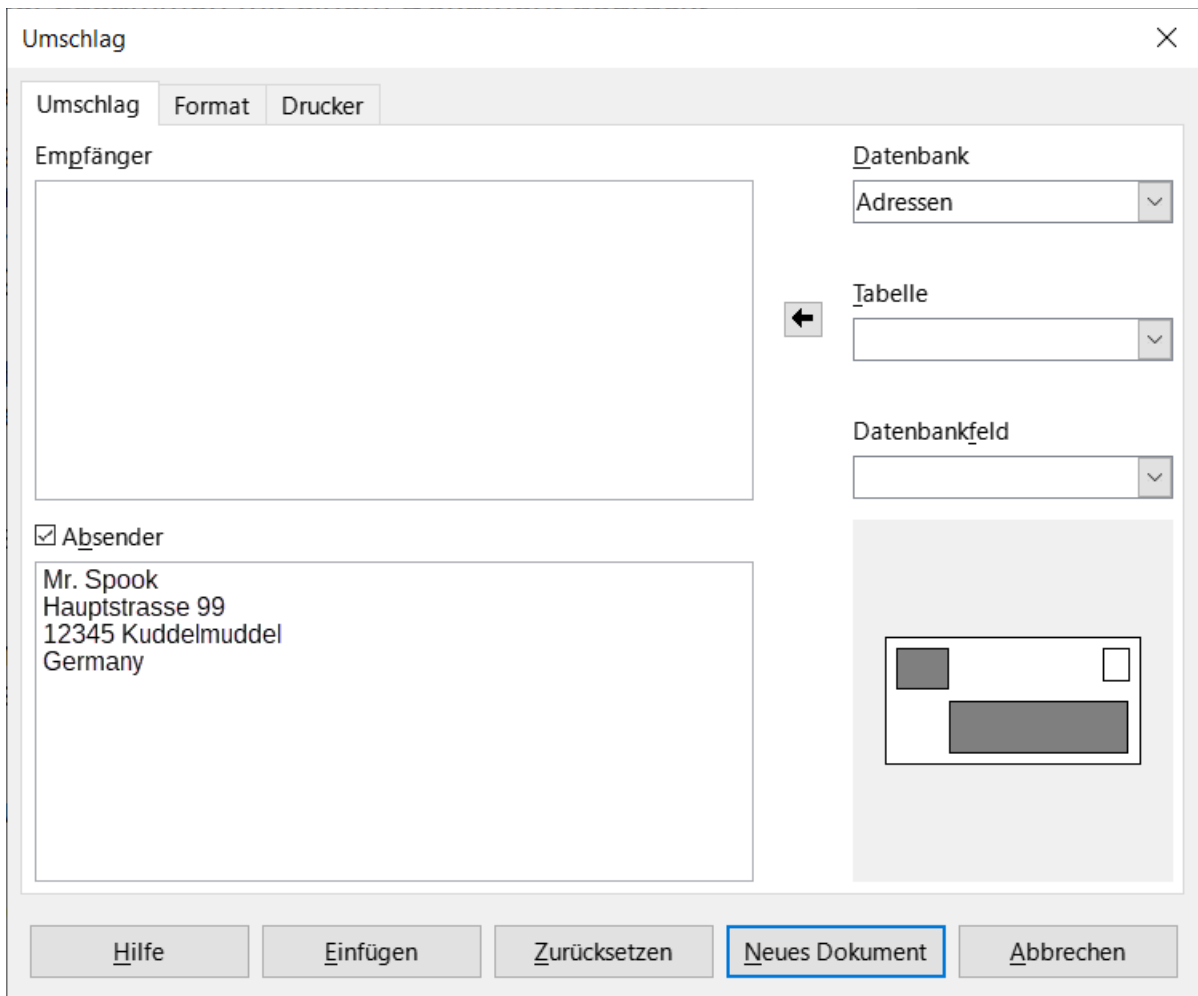 Umschlag
Umschlag Format Drucker
Empfänger
Datenbank
Adressen
Tabelle
Datenbankfeld
Absender
Mr. Spook
Hauptstrasse 99
12345 Kuddelmuddel
Germany
Hilfe Einfügen Zurücksetzen Neues Dokument Abbrechen